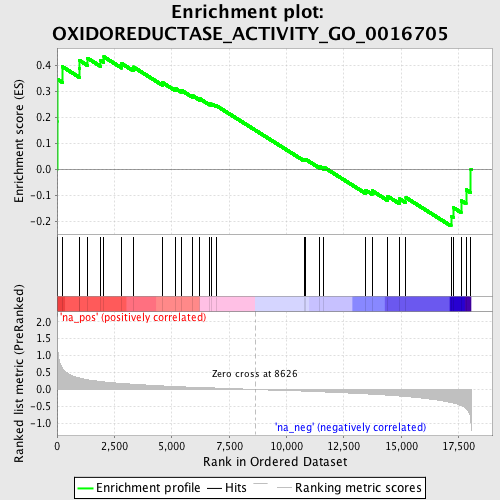 Enrichment plot:
OXIDOREDUCTASE_ACTIVITY_GO_0016705
Enrichment score (ES)
0.4
0.3
0.2
0.1
0.0
-0.1
-0.2
'na_pos' (positively correlated)
Ranked list metric (PreRanked)
2.0
1.5
1.0
0.5
0.0
-0.5
-1.0
Zero cross at 8626
'na_neg' (negatively correlated)
0
2,500
5,000
7,500
10,000
12,500
15,000
17,500
Rank in Ordered Dataset
Enrichment profile
Hits
Ranking metric scores